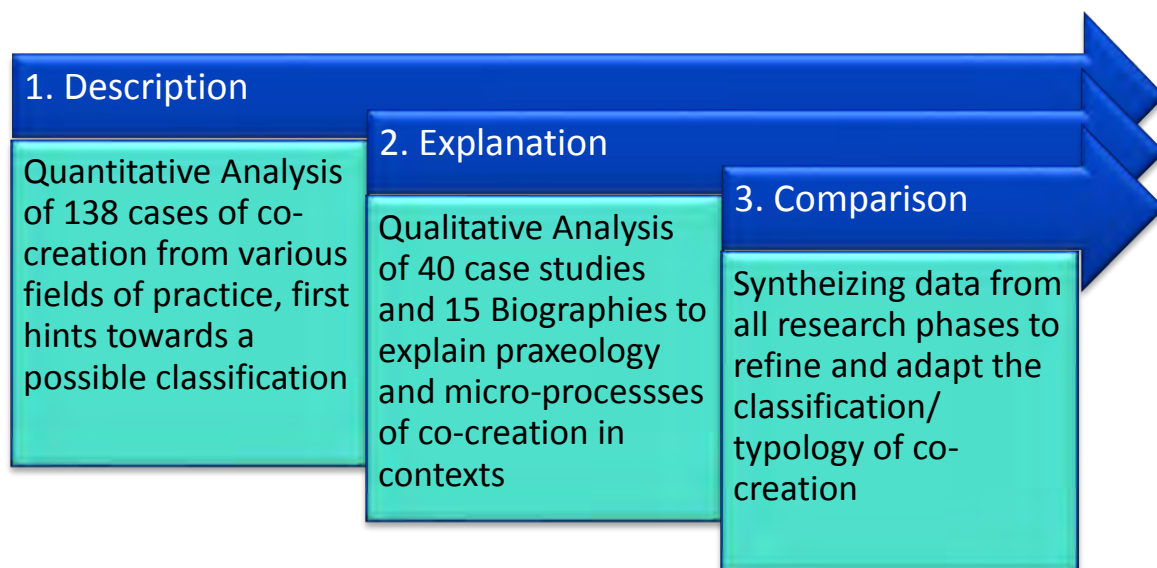 1. Description
Quantitative Analysis
of 138 cases of co-
creation from various
fields of practice, first
hints towards a
possible classification
2. Explanation
Qualitative Analysis
of 40 case studies
and 15 Biographies to
explain praxeology
and micro-processses
of co-creation in
contexts
3. Comparison
Syntheizing data from
all research phases to
refine and adapt the
classification/
typology of co-
creation